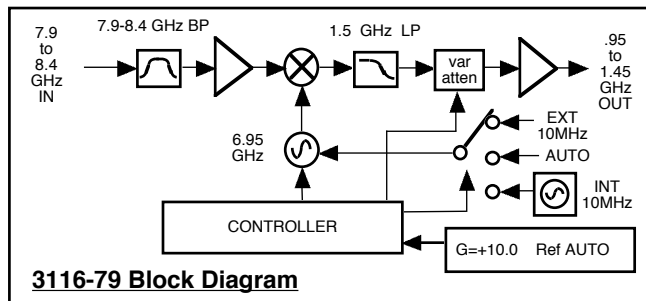 7.9
to
8.4
GHz
IN
7.9-8.4 GHz BP
1.5 GHz LP
var
atten
.95
to
1.45
GHz
OUT
6.95
GHz
EXT
10MHz
AUTO
INT
10MHz
CONTROLLER
G=+10.0 Ref AUTO
3116-79 Block Diagram